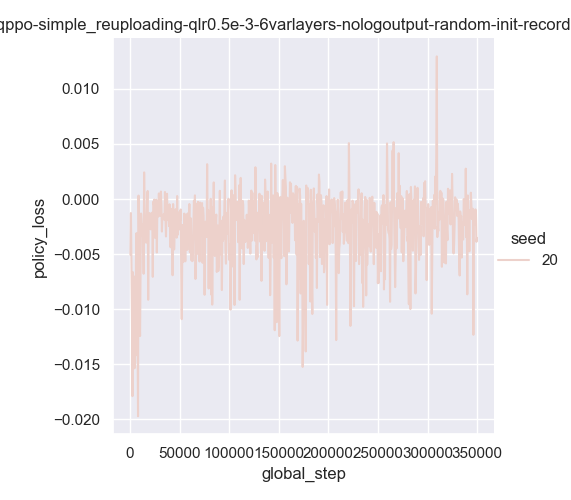 qppo-simple_reuploading-qlr0.5e-3-6varlayers-nologoutput-random-init-record
0.010
0.005
0.000
−0.005
−0.010
−0.015
−0.020
policy_loss
0 50000 100000 150000 200000 250000 300000 350000
global_step
seed
20